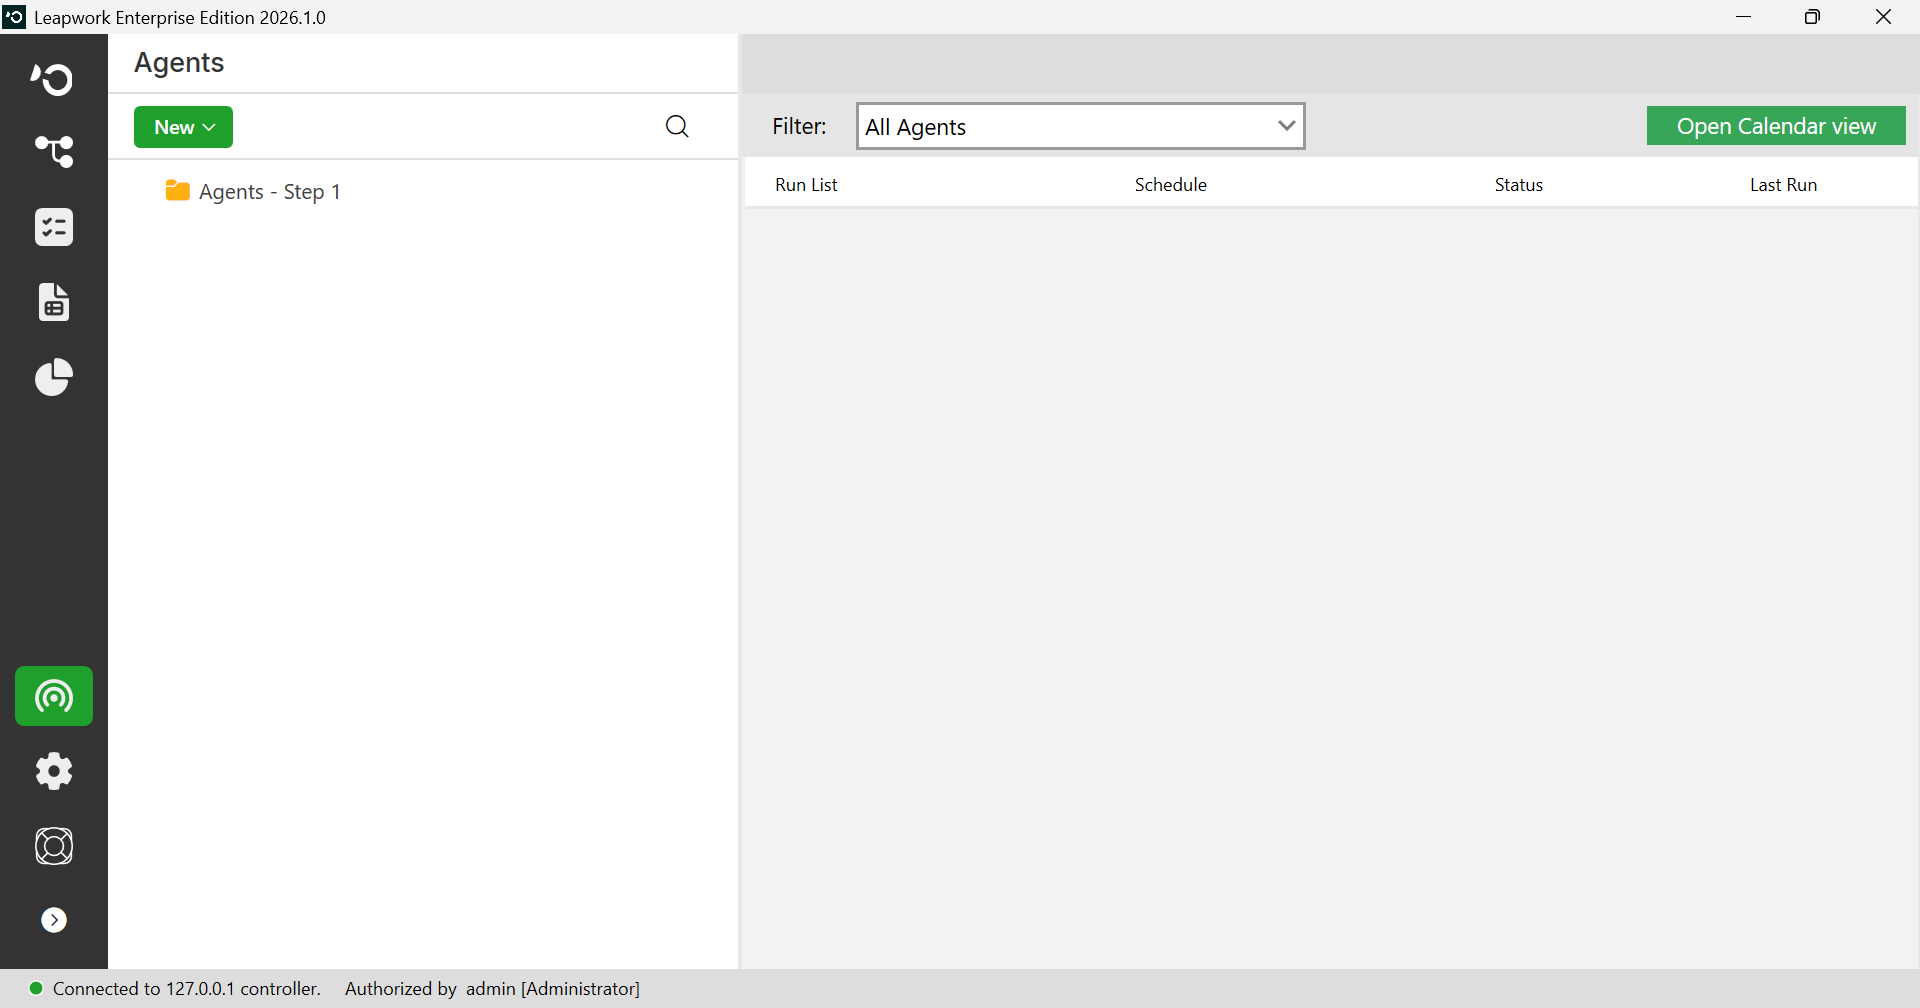 Leapwork Enterprise Edition 2026.1.0
Agents
New
Filter:
All Agents
Open Calendar view
Run List
Schedule
Status
Last Run
Agents - Step 1
Connected to 127.0.0.1 controller.
Authorized by admin [Administrator]